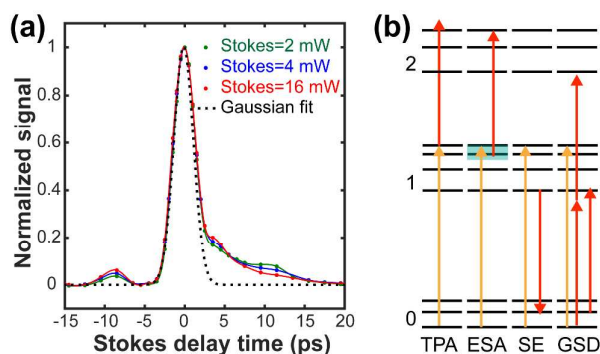 (a)
Normalized signal
1
0.8
0.6
0.4
0.2
0
Stokes=2 mW
Stokes=4 mW
Stokes=16 mW
Gaussian fit
-15 -10 -5 0 5 10 15 20
Stokes delay time (ps)
(b)
2
1
0
TPA ESA SE GSD